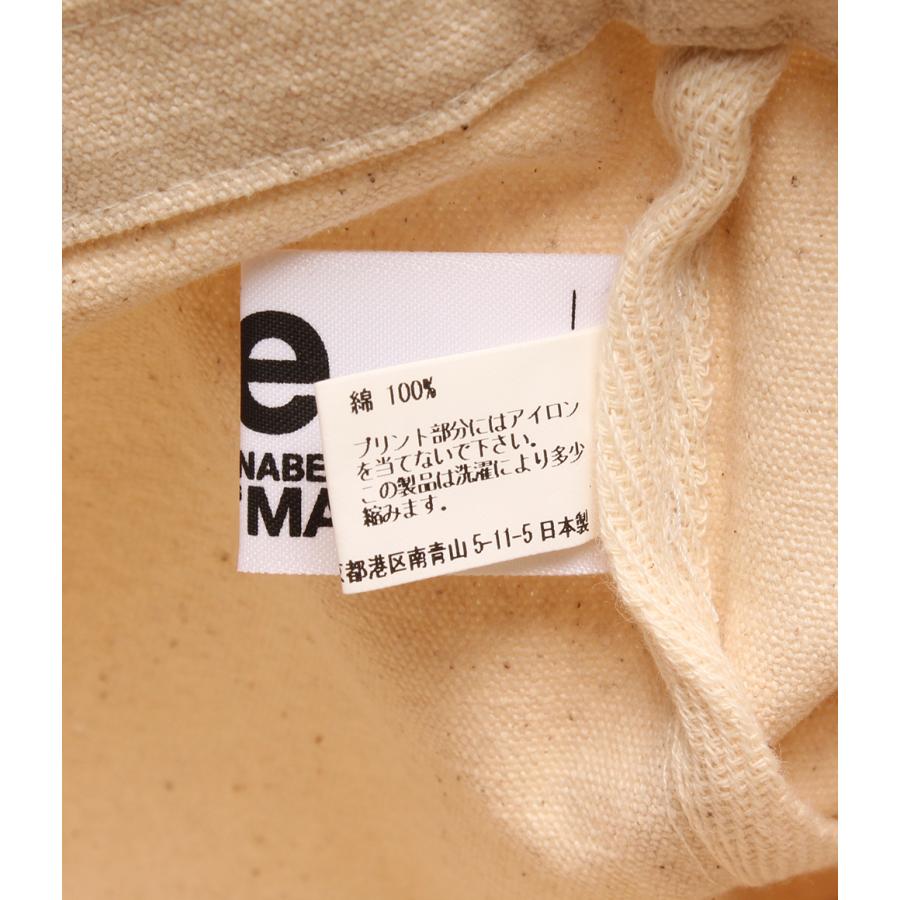 e
NABE
MA
綿 100%
プリント部分にはアイロン
を当てないで下さい。
この製品は洗濯により多少
縮みます。
都港区南青山 5-11-5 日本製